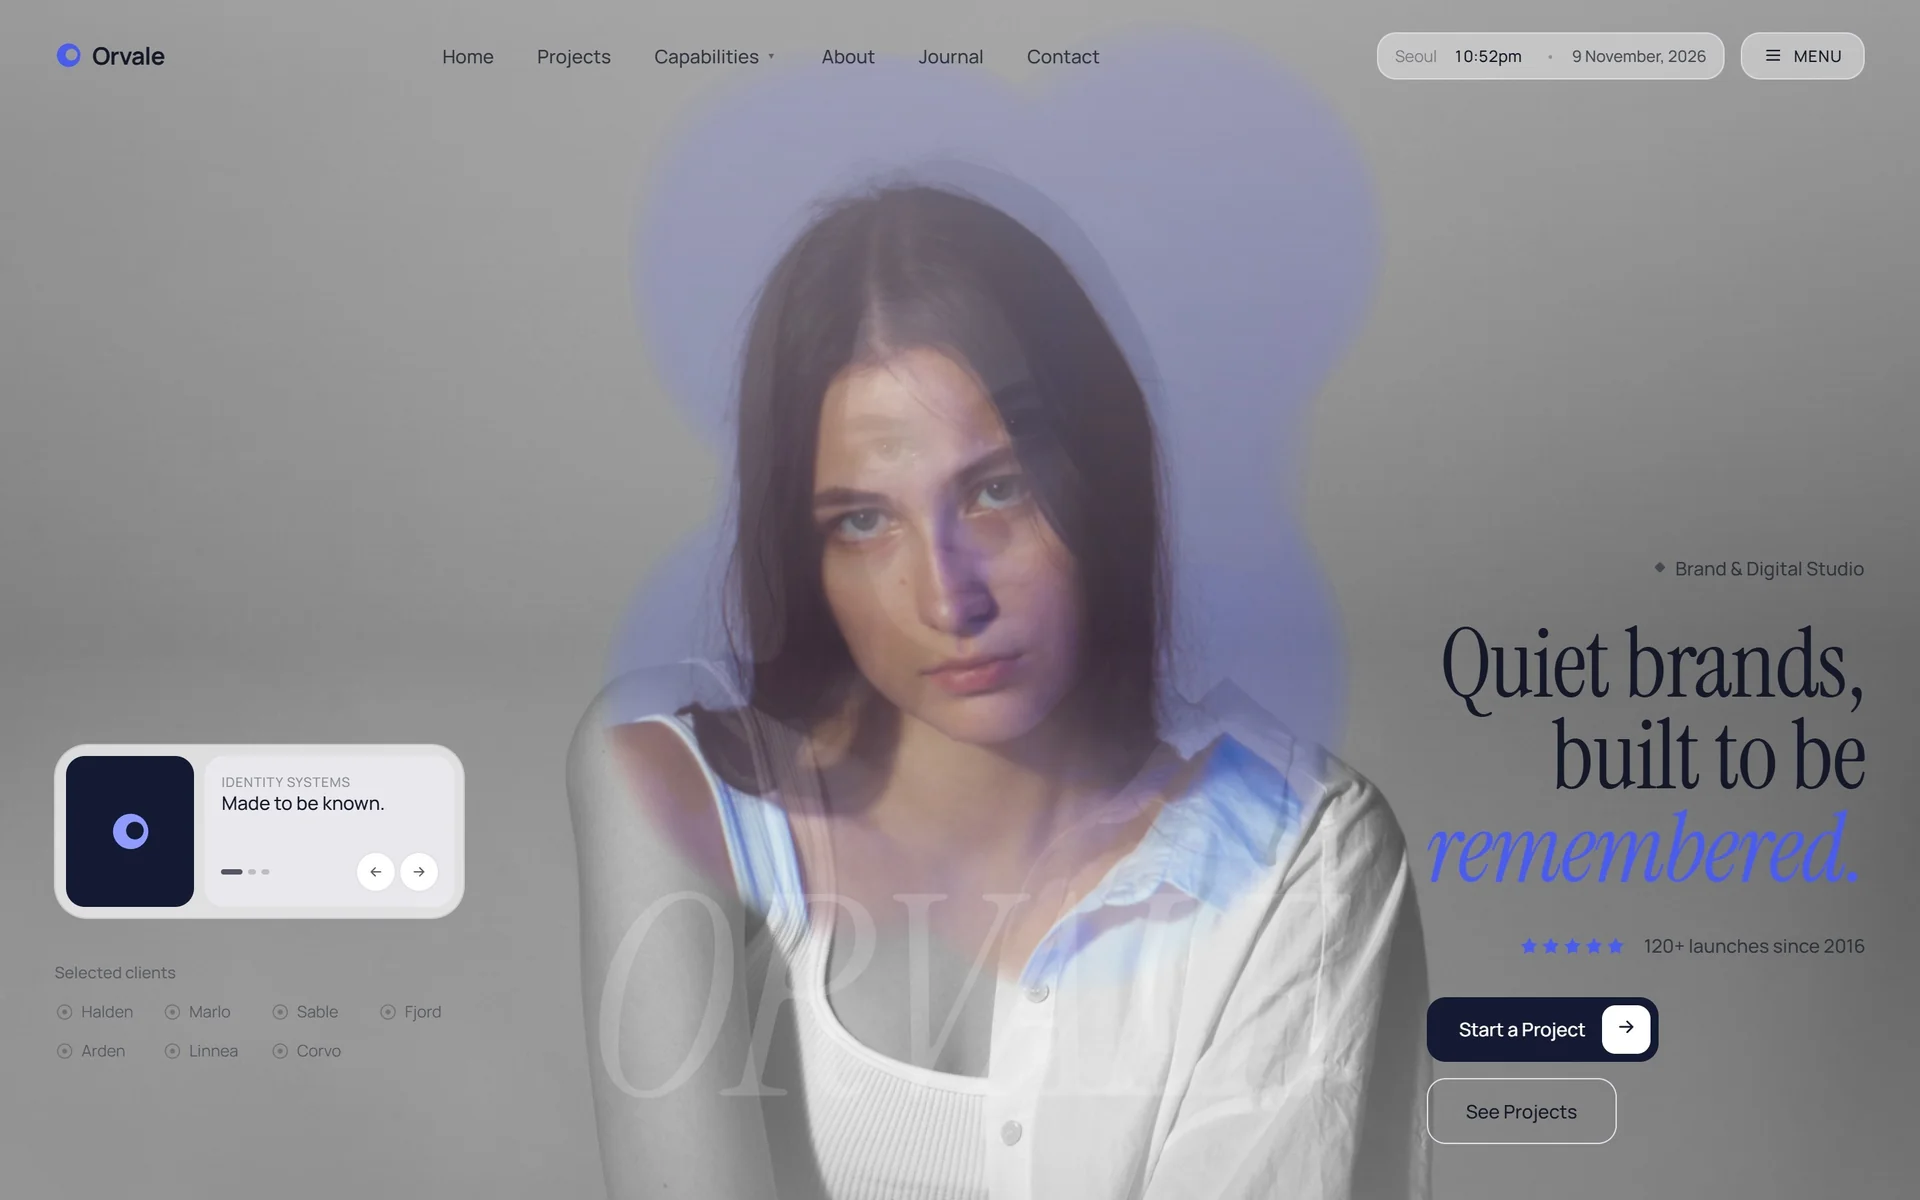 Orvale
Home Projects Capabilities About Journal Contact
Seoul 10:52pm • 9 November, 2026
MENU
Brand & Digital Studio
Quiet brands,
built to be
remembered.
120+ launches since 2016
Start a Project
See Projects
IDENTITY SYSTEMS
Made to be known.
Selected clients
Halden Marlo Sable Fjord
Arden Linnea Corvo
ORVALE